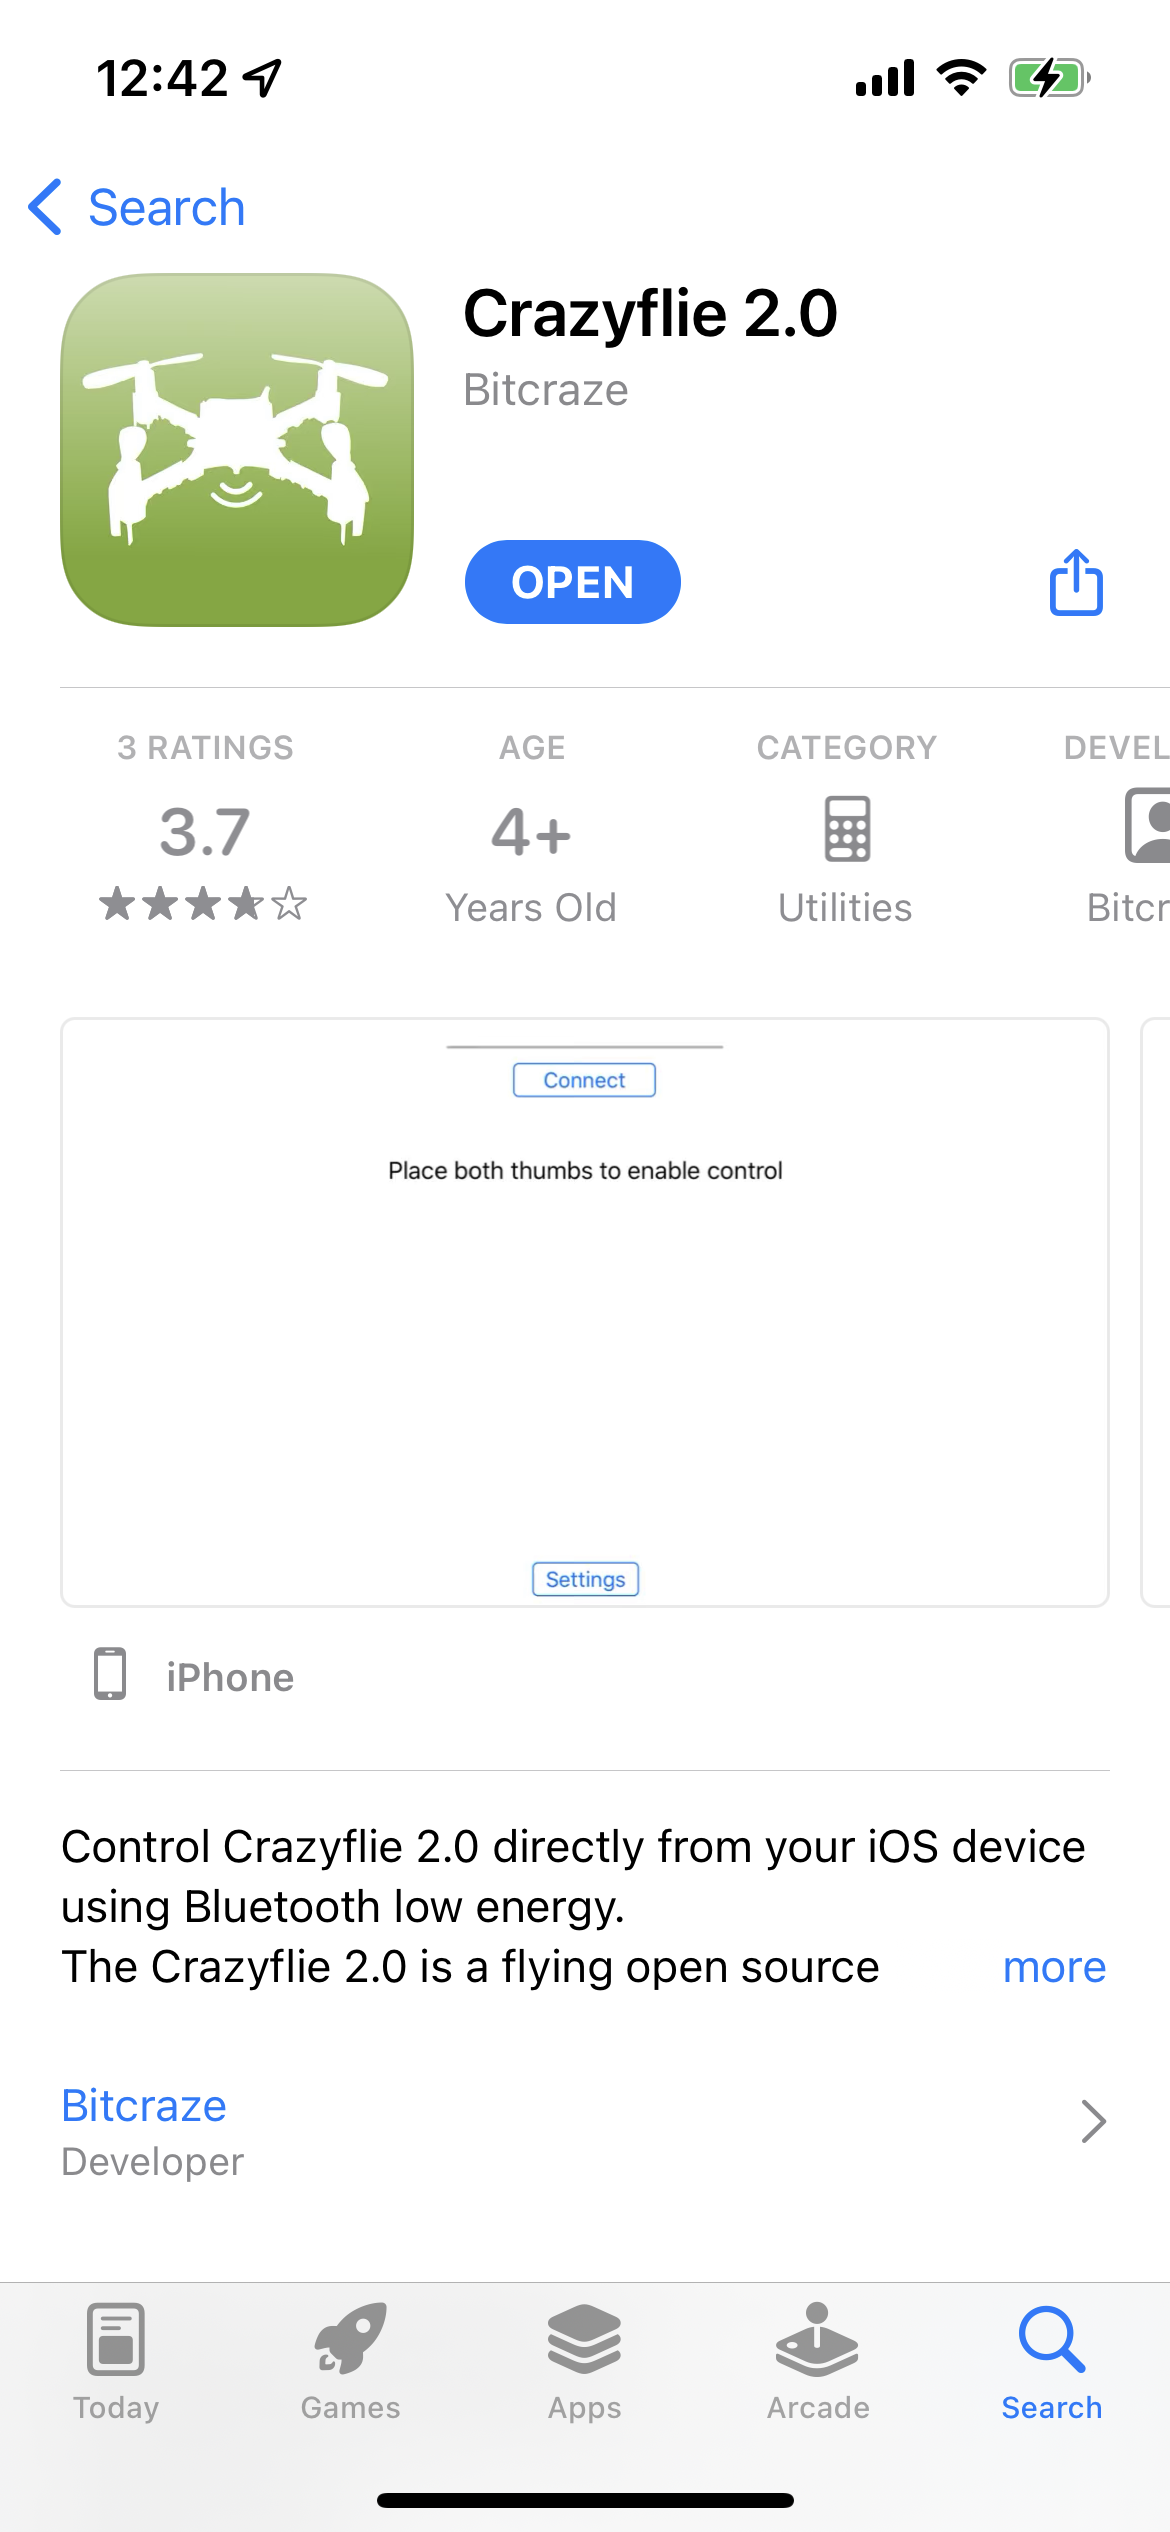 12:42
Search
Crazyflie 2.0
Bitcraze
OPEN
3 RATINGS
AGE
CATEGORY
DEVEL
3.7
4+
Years Old
Utilities
Bitcr
Connect
Place both thumbs to enable control
Settings
iPhone
Control Crazyflie 2.0 directly from your iOS device
using Bluetooth low energy.
The Crazyflie 2.0 is a flying open source more
Bitcraze
Developer
Today
Games
Apps
Arcade
Search